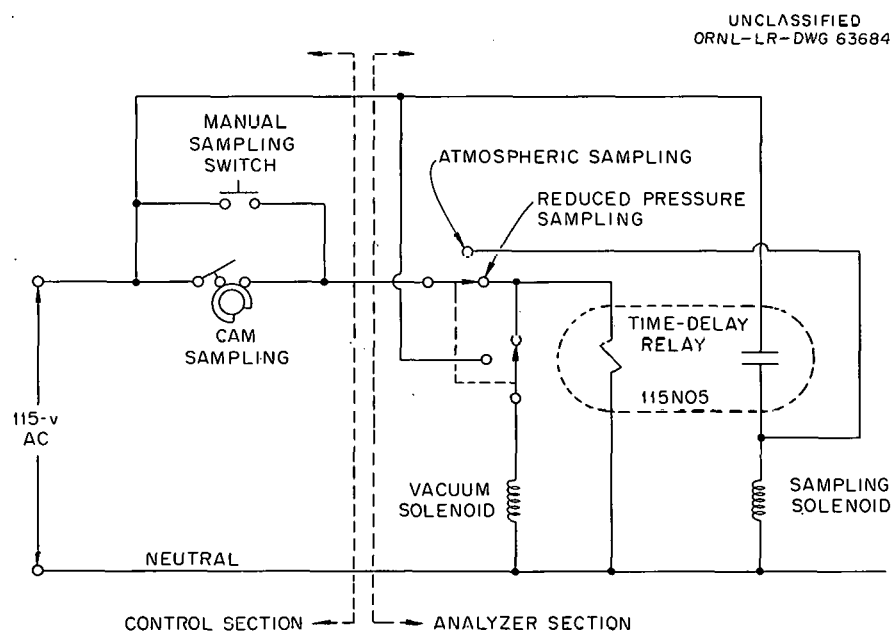 UNCLASSIFIED
ORNL-LR-DWG 63684
MANUAL
SAMPLING
SWITCH
ATMOSPHERIC SAMPLING
REDUCED PRESSURE
SAMPLING
CAM
SAMPLING
TIME-DELAY
RELAY
115NO5
115-v
AC
VACUUM
SOLENOID
SAMPLING
SOLENOID
NEUTRAL
CONTROL SECTION
ANALYZER SECTION